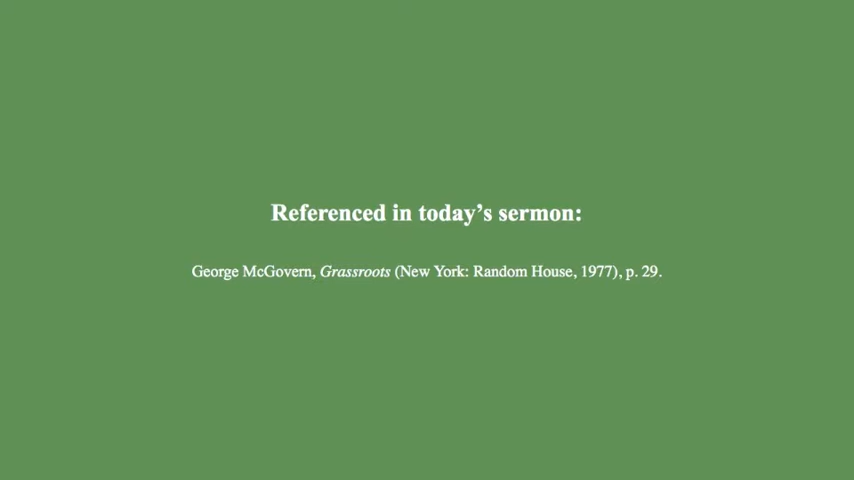 Referenced in today’s sermon:
George McGovern, Grassroots (New York: Random House, 1977), p. 29.